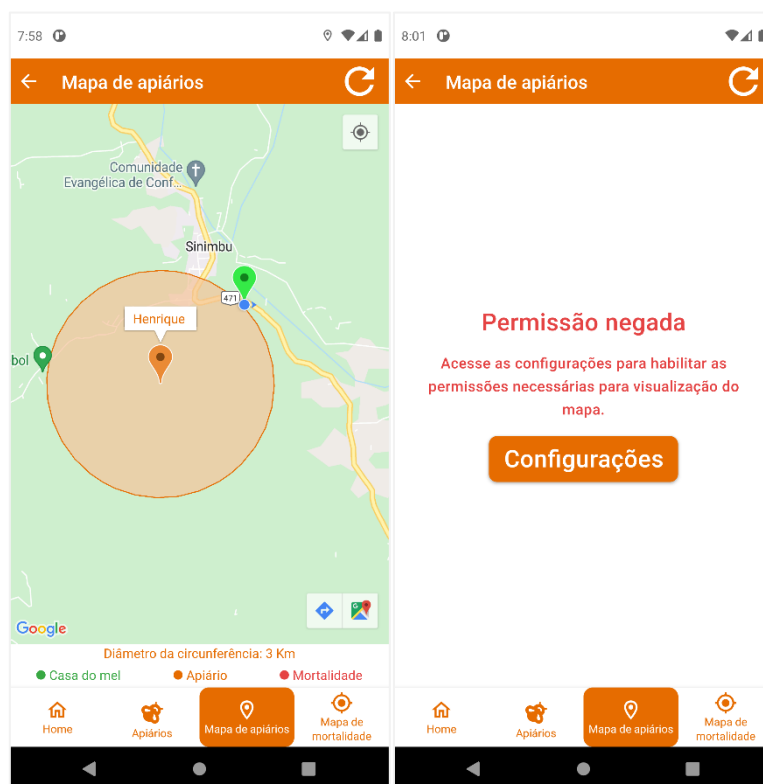 7:58
Mapa de apiários
Comunidade
Evangélica de Conf...
Sinimbu
471
Henrique
bol
Google
Diâmetro da circunferência: 3 Km
Casa do mel
Apiário
Mortalidade
Home
Apiários
Mapa de apiários
Mapa de
mortalidade
8:01
Mapa de apiários
Permissão negada
Acesse as configurações para habilitar as
permissões necessárias para visualização do
mapa.
Configurações
Home
Apiários
Mapa de apiários
Mapa de
mortalidade